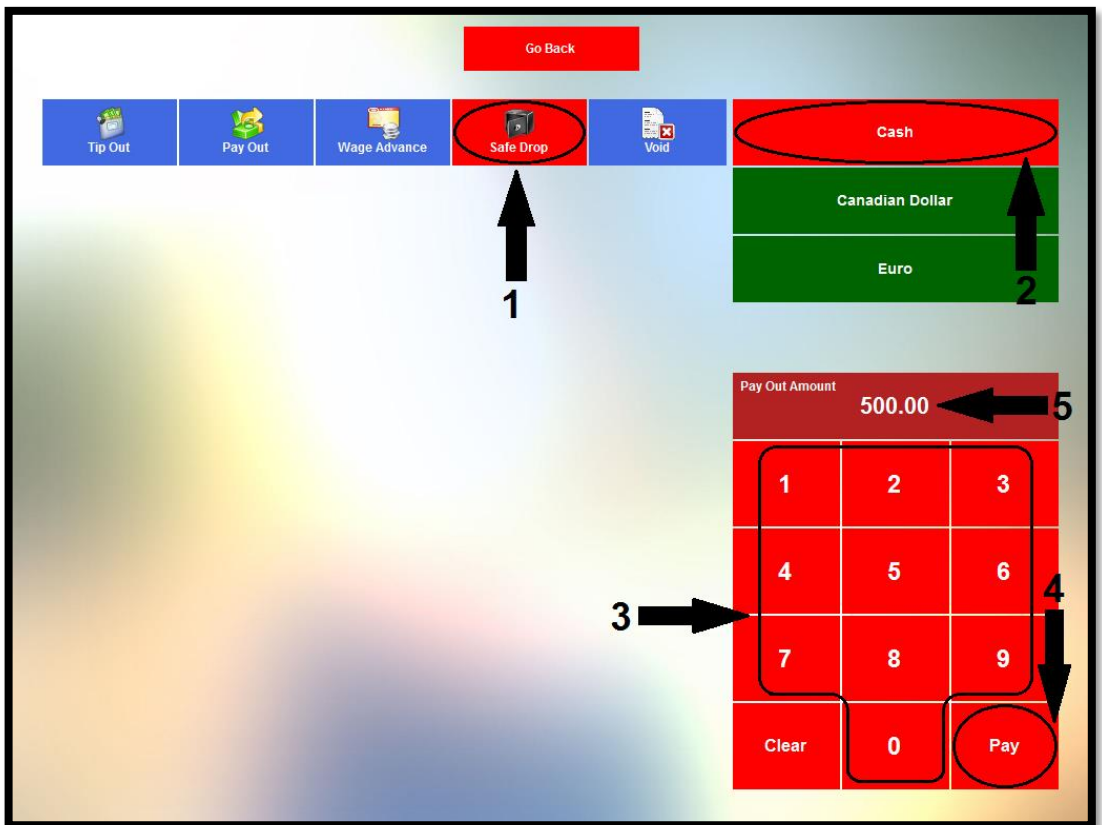 Go Back
Tip Out
Pay Out
Wage Advance
Safe Drop
Void
Cash
Canadian Dollar
Euro
1
2
Pay Out Amount
500.00
5
1 2 3
4 5 6
3
4
7 8 9
Clear 0 Pay